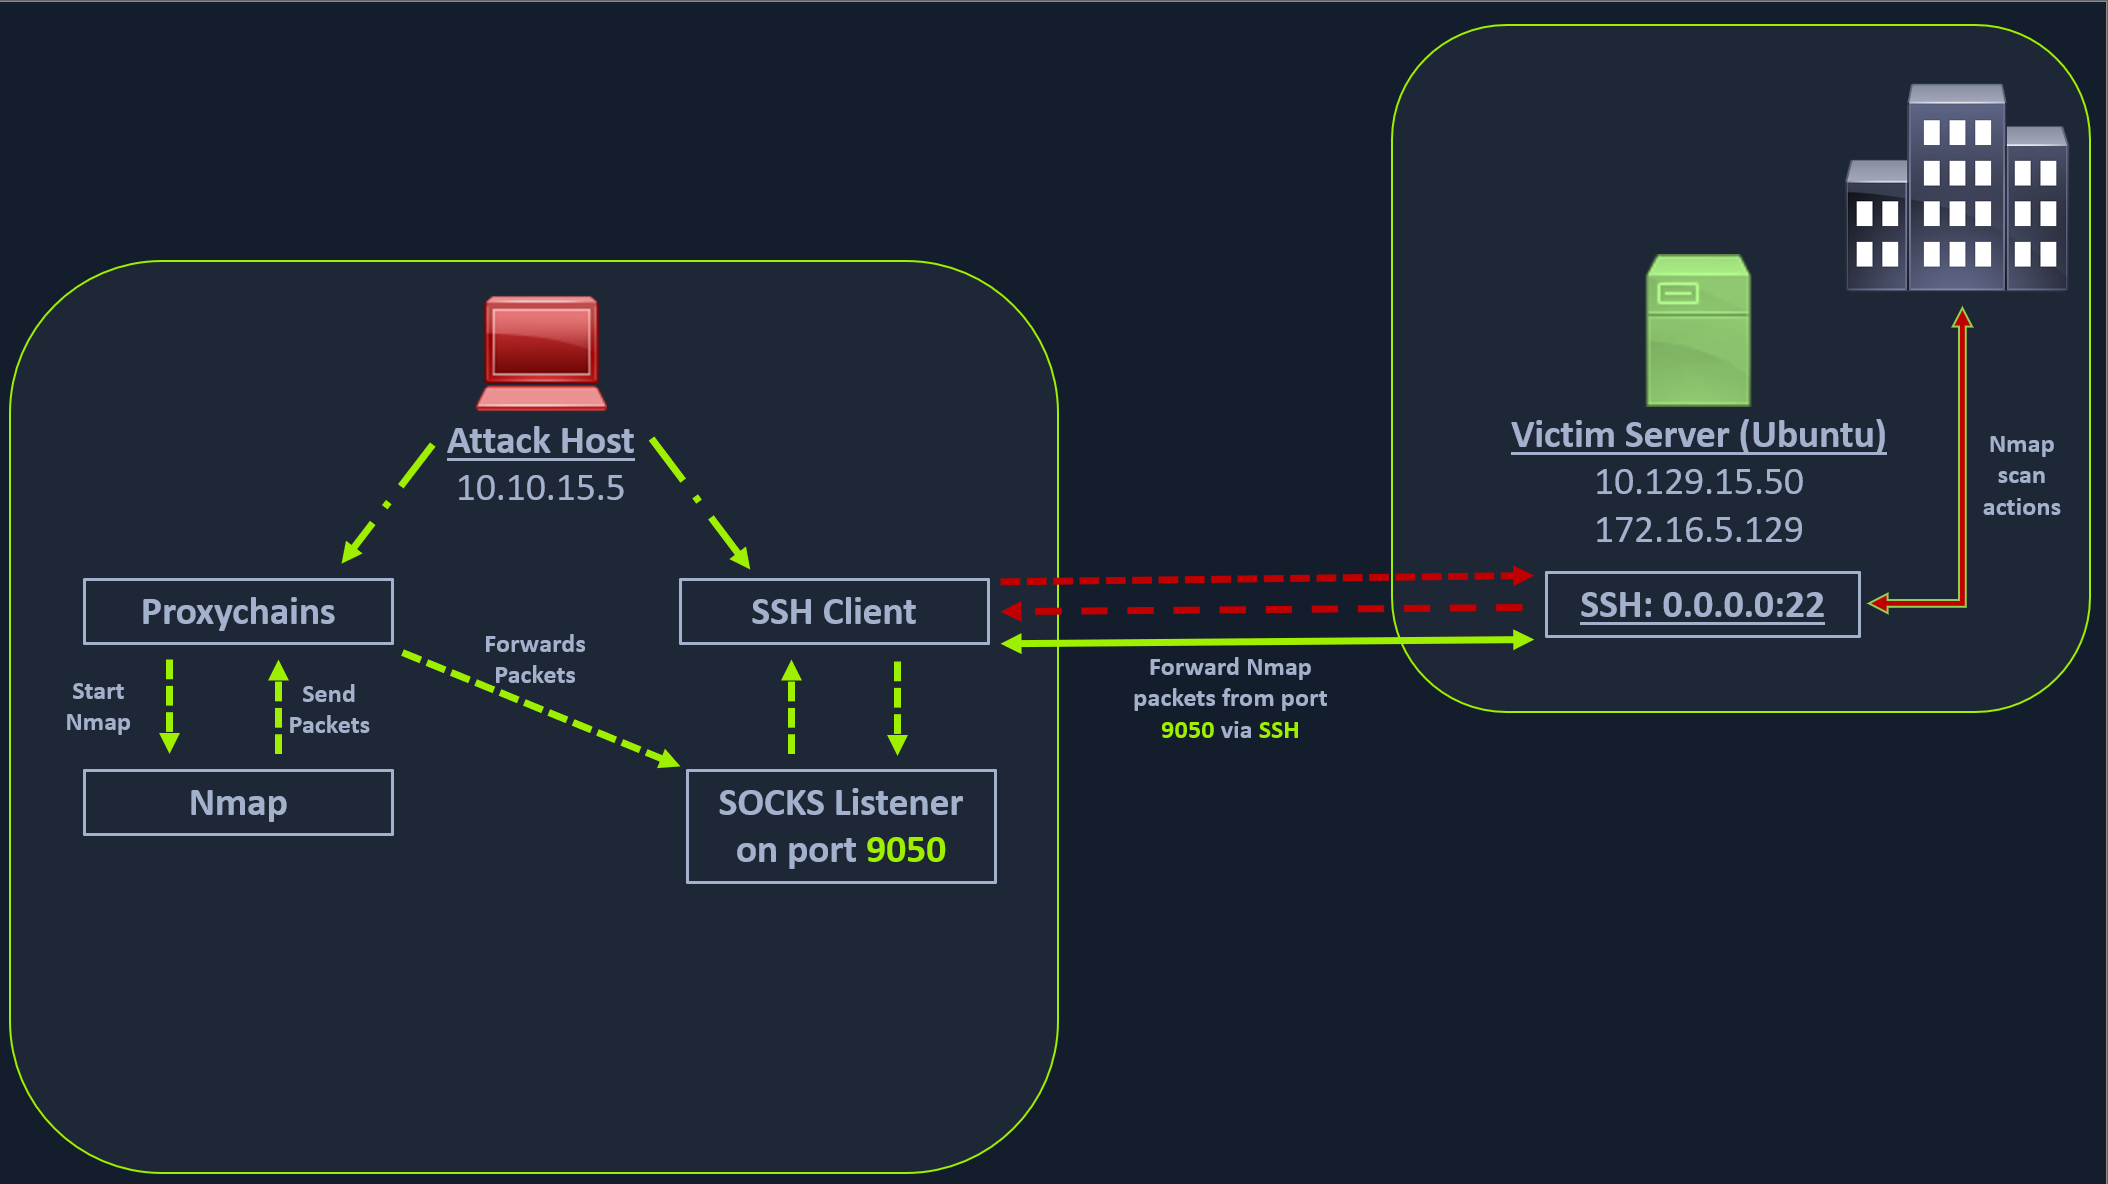 Attack Host
10.10.15.5
Proxychains
SSH Client
Forwards
Packets
Start
Nmap
Send
Packets
Nmap
SOCKS Listener
on port 9050
Forward Nmap
packets from port
9050 via SSH
Victim Server (Ubuntu)
10.129.15.50
172.16.5.129
SSH: 0.0.0.0:22
Nmap
scan
actions